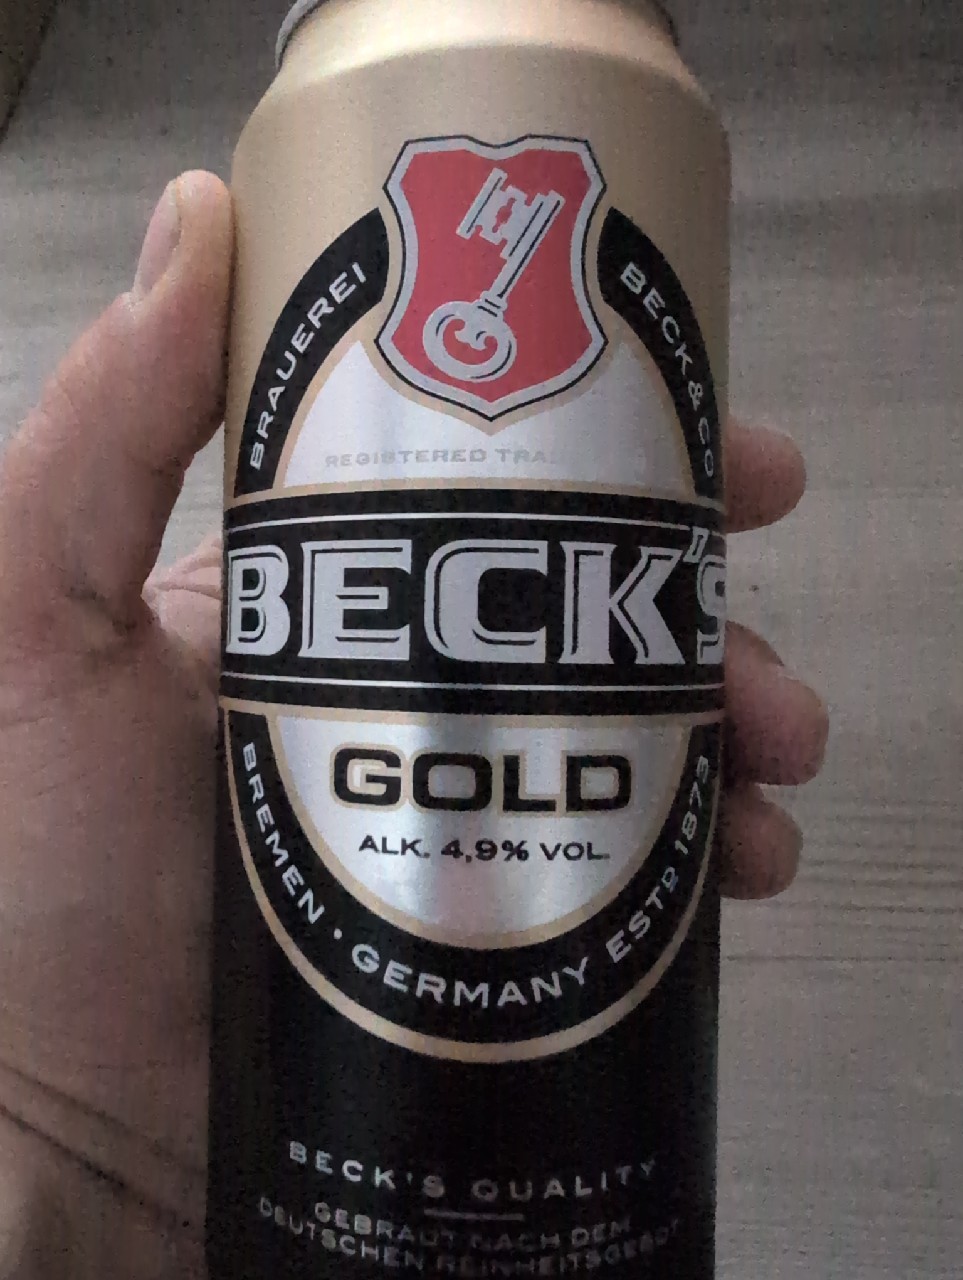 BRAUEREI BECK & CO
REGISTERED
BECK'S
GOLD
ALK. 4,9% VOL.
BREMEN · GERMANY ESTD 1873
BECK'S QUALITY
GEBRAUT NACH DEM
DEUTSCHEN REINHEITSGEBOT